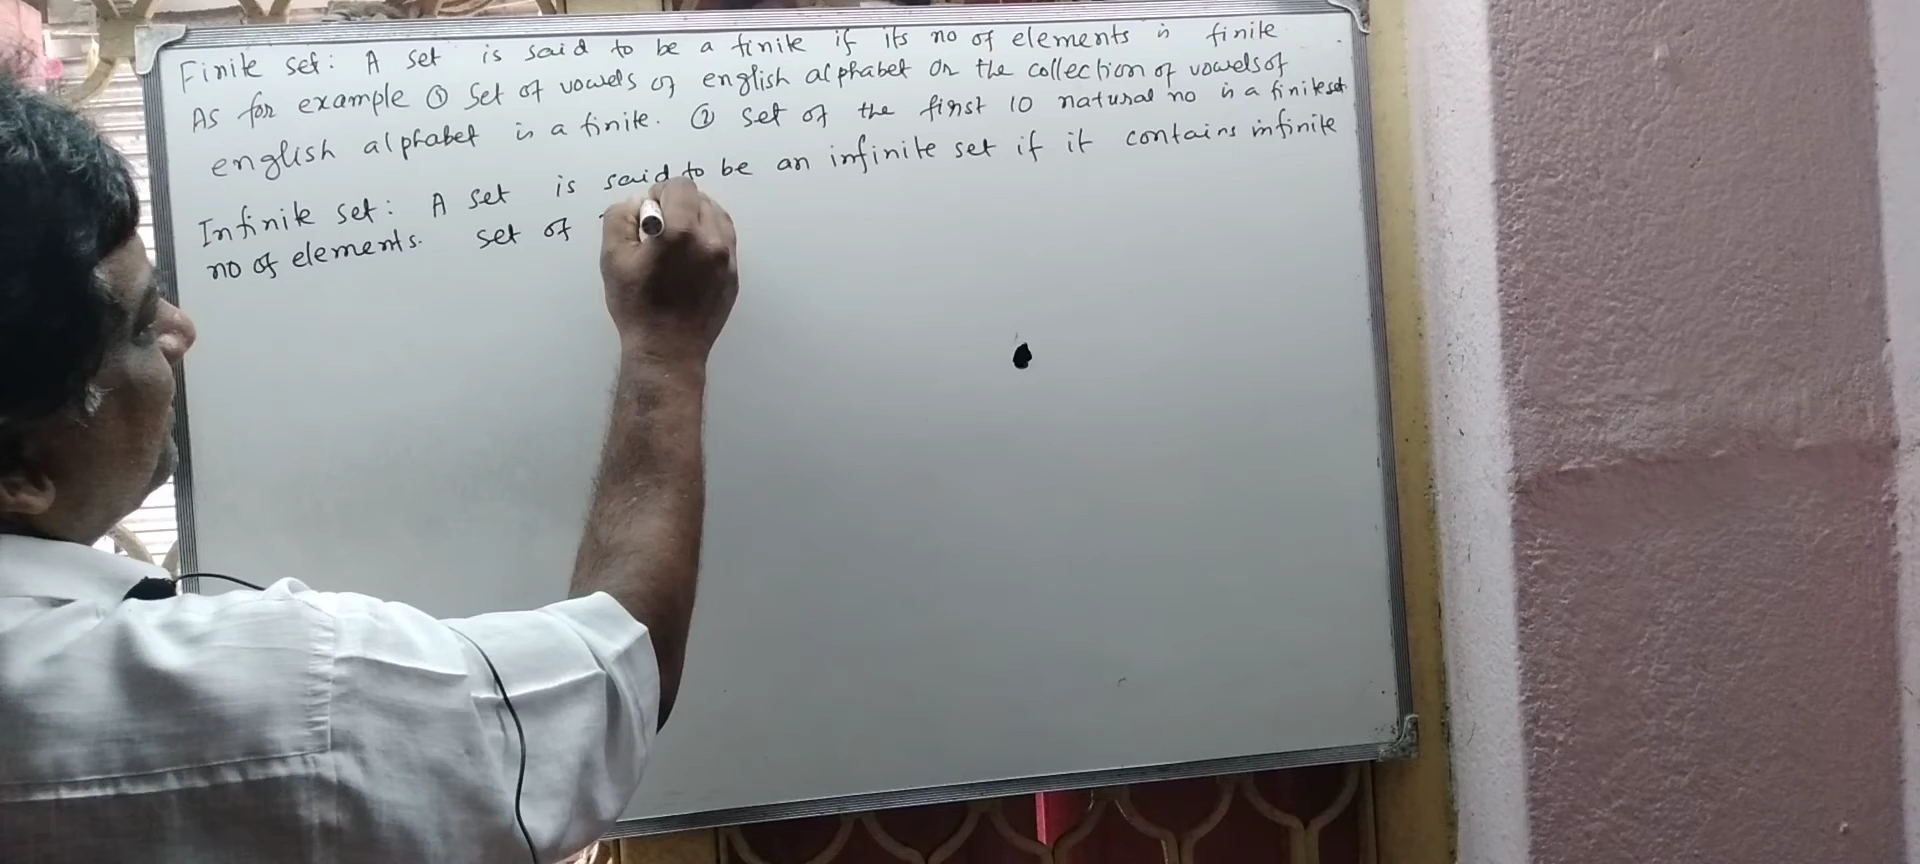 Finite set: A set is said to be a finite if its no of elements is finite
As for example ① Set of vowels of english alphabet or the collection of vowels of
english alphabet is a finite. ② set of the first 10 natural no is a finite set
Infinite set: A set is said to be an infinite set if it contains infinite
no of elements. set of